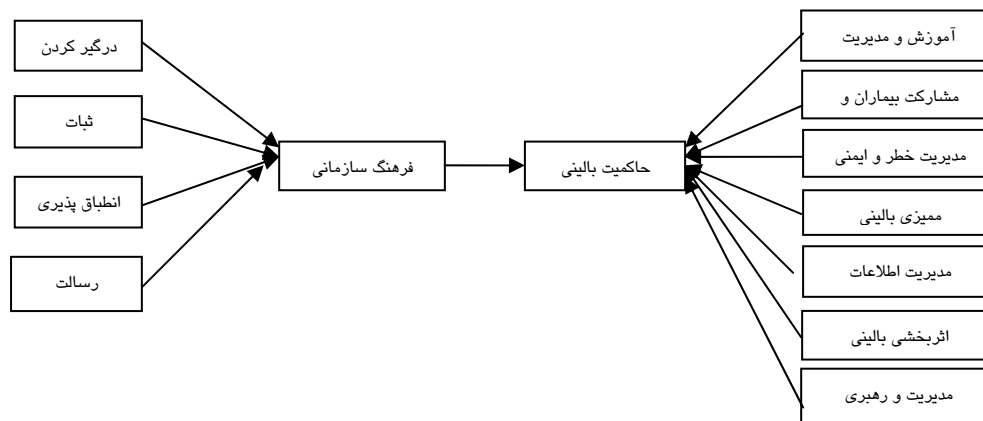 آموزش و مدیریت
مشارکت بیماران و
مدیریت خطر و ایمنی
ممیزی بالینی
مدیریت اطلاعات
اثربخشی بالینی
مدیریت و رهبری
حاکمیت بالینی
فرهنگ سازمانی
درگیر کردن
ثبات
انطباق پذیری
رسالت